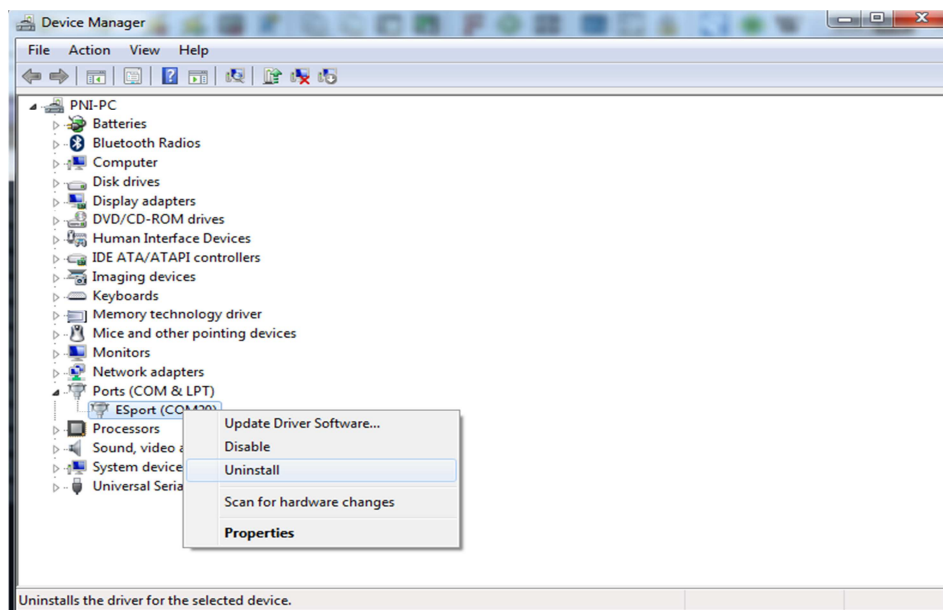 Device Manager
File Action View Help
PNI-PC
Batteries
Bluetooth Radios
Computer
Disk drives
Display adapters
DVD/CD-ROM drives
Human Interface Devices
IDE ATA/ATAPI controllers
Imaging devices
Keyboards
Memory technology driver
Mice and other pointing devices
Monitors
Network adapters
Ports (COM & LPT)
ESport
Processors
Sound, video
System device
Universal Seria
Update Driver Software...
Disable
Uninstall
Scan for hardware changes
Properties
Uninstalls the driver for the selected device.